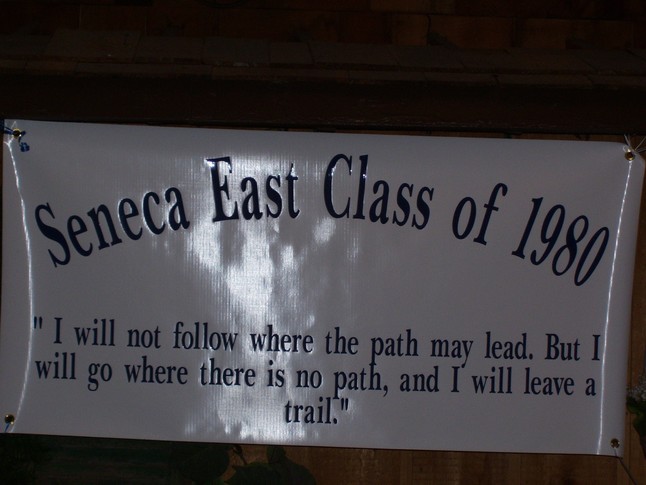 Seneca East Class of 1980
" I will not follow where the path may lead. But I
will go where there is no path, and I will leave a
trail."